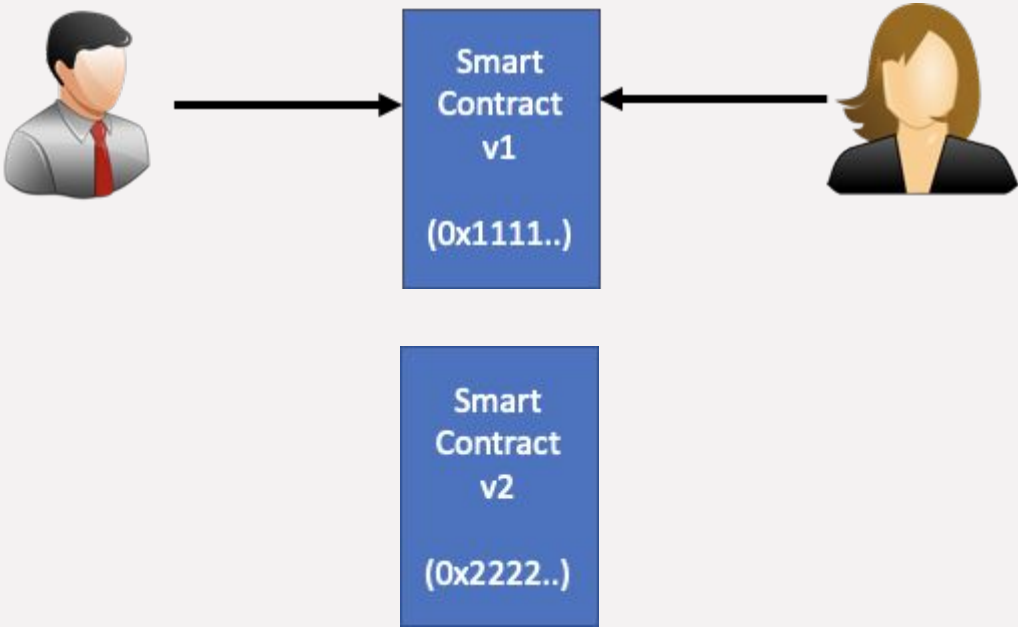 Smart
Contract
v1
(0x1111..)
Smart
Contract
v2
(0x2222..)